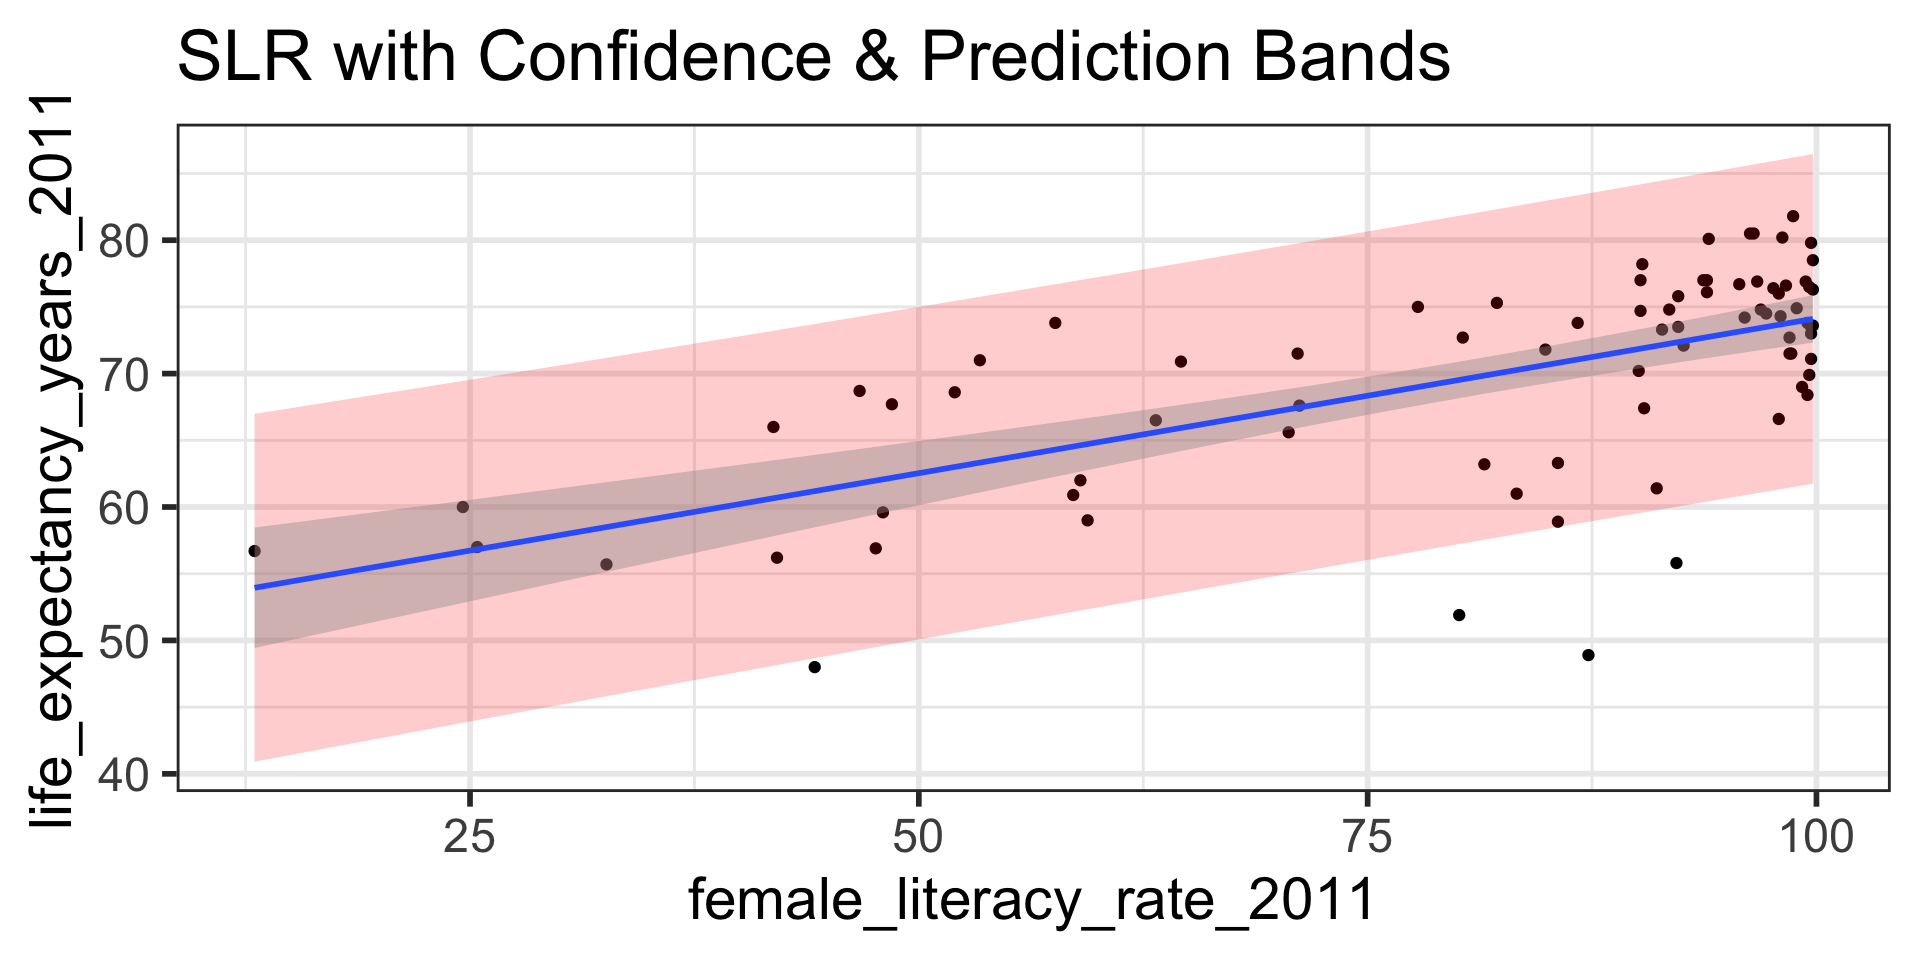 SLR with Confidence & Prediction Bands
life_expectancy_years_2011
80
70
60
50
40
25 50 75 100
female_literacy_rate_2011